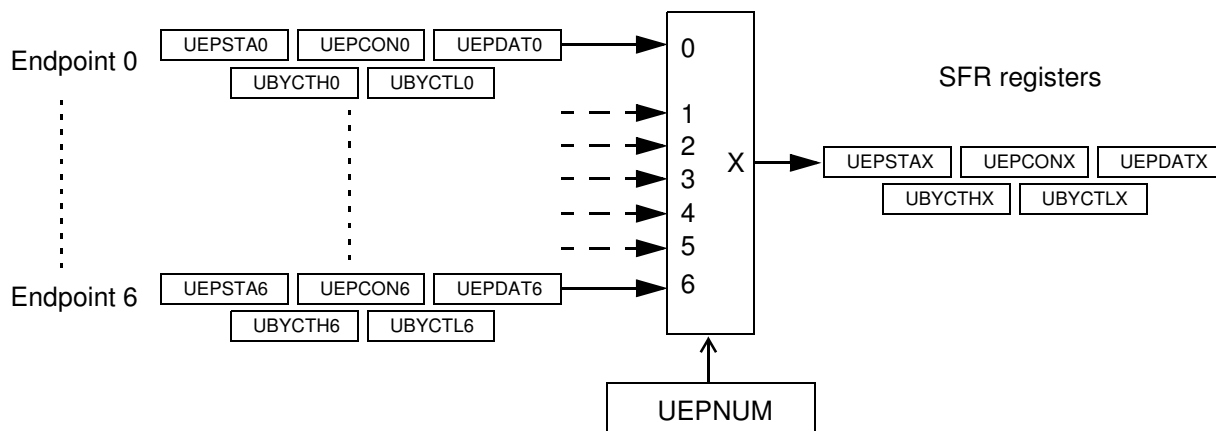 Endpoint 0
UEPSTA0 UEPCON0 UEPDAT0
UBYCTH0 UBYCTL0
0
1
2
3
4
5
6
X
SFR registers
UEPSTAX UEPCONX UEPDATX
UBYCTHX UBYCTLX
Endpoint 6
UEPSTA6 UEPCON6 UEPDAT6
UBYCTH6 UBYCTL6
UEPNUM